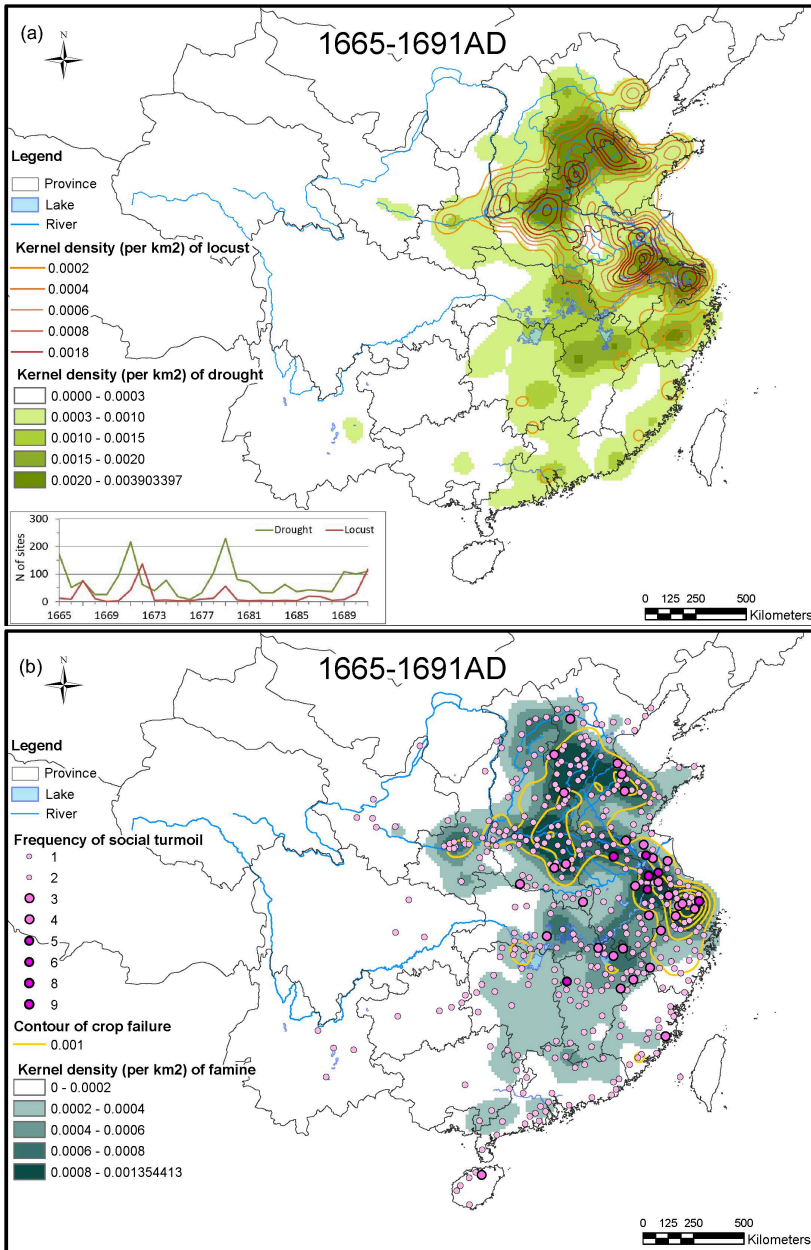 (a)
1665-1691AD
N
Legend
Province
Lake
River
Kernel density (per km2) of locust
0.0002
0.0004
0.0006
0.0008
0.0018
Kernel density (per km2) of drought
0.0000 - 0.0003
0.0003 - 0.0010
0.0010 - 0.0015
0.0015 - 0.0020
0.0020 - 0.003903397
N of sites
300
200
100
0
Drought Locust
1665 1669 1673 1677 1681 1685 1689
0 125 250 500
Kilometers
(b)
1665-1691AD
N
Legend
Province
Lake
River
Frequency of social turmoil
1
2
3
4
5
6
8
9
Contour of crop failure
0.001
Kernel density (per km2) of famine
0 - 0.0002
0.0002 - 0.0004
0.0004 - 0.0006
0.0006 - 0.0008
0.0008 - 0.001354413
0 125 250 500
Kilometers